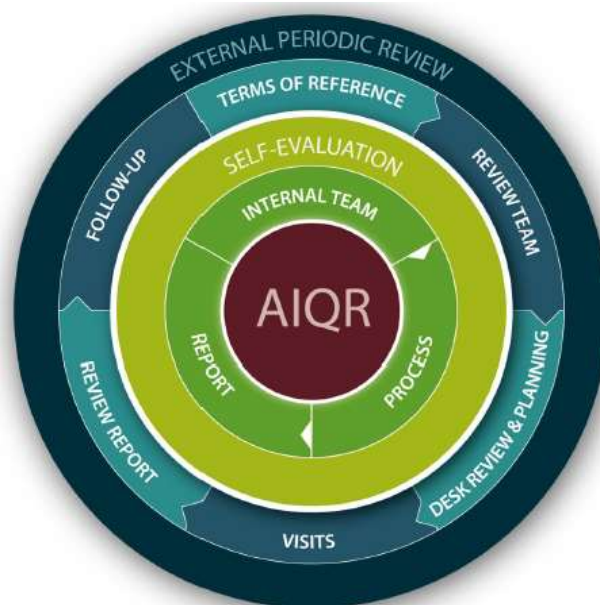 EXTERNAL PERIODIC REVIEW
TERMS OF REFERENCE
REVIEW TEAM
DESK REVIEW & PLANNING
VISITS
REVIEW REPORT
FOLLOW-UP
SELF-EVALUATION
INTERNAL TEAM
PROCESS
REPORT
AIQR